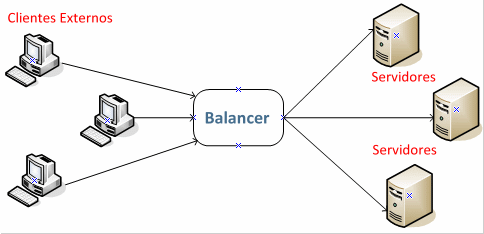 Clientes Externos
Servidores
Balancer
Servidores